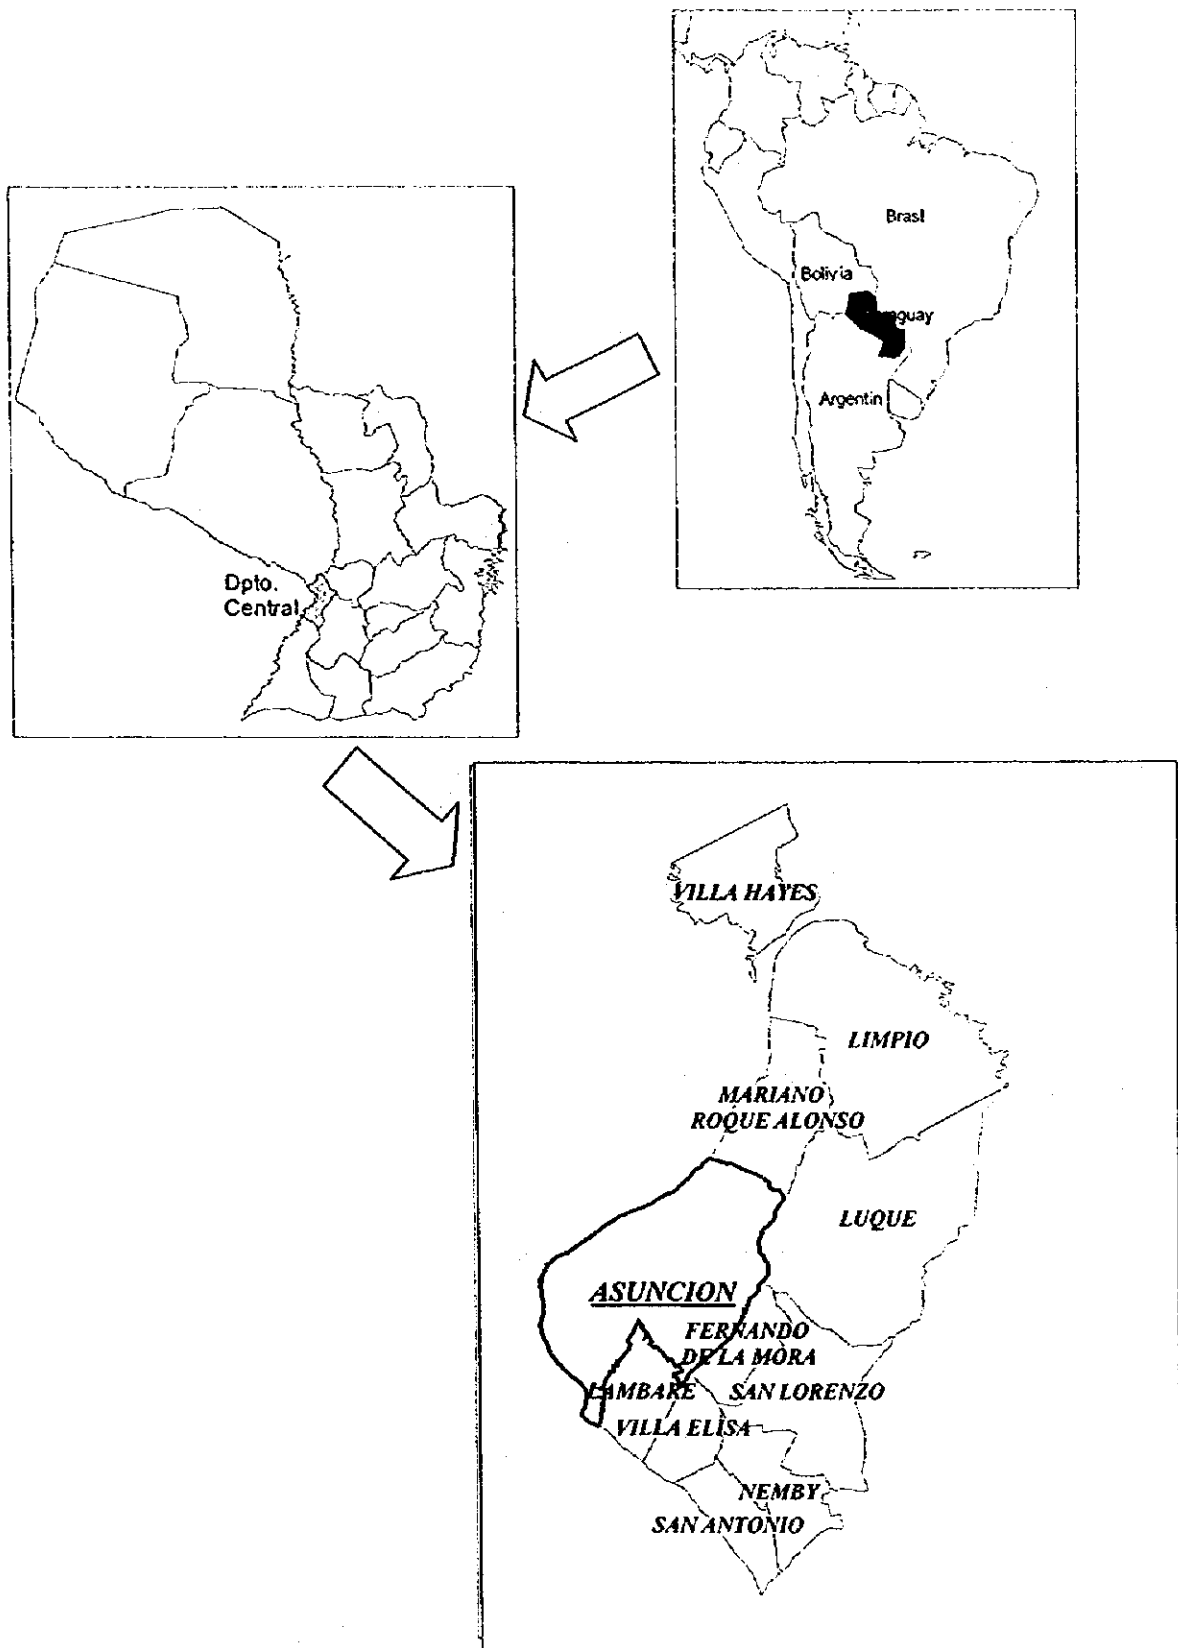 Brasl
Bolivia
Argentin
Dpto.
Central
VILLA HAYES
LIMPIO
MARIANO
ROQUE ALONSO
LUQUE
ASUNCION
FERNANDO
DE LA MORA
LAMBARE
SAN LORENZO
VILLA ELISA
NEMBY
SAN ANTONIO